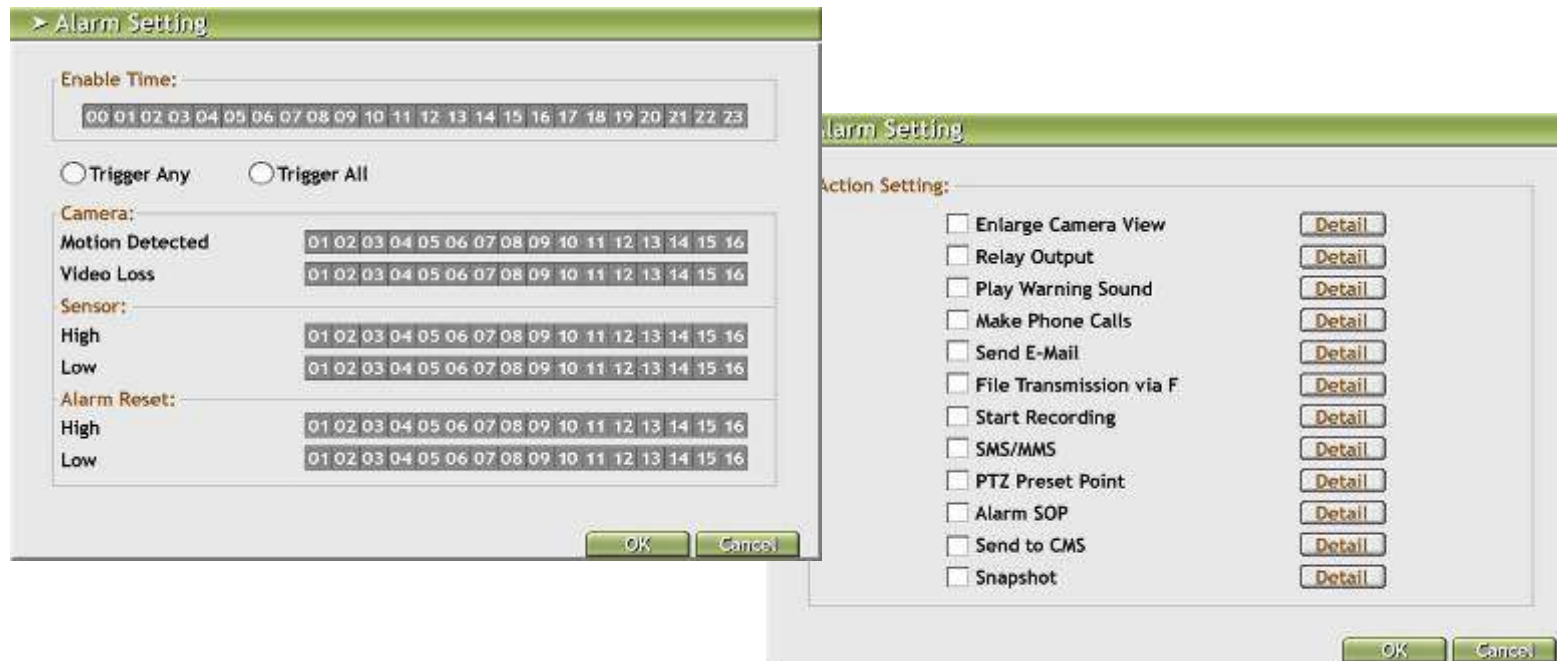 ➤ Alarm Setting
Enable Time:
00 01 02 03 04 05 06 07 08 09 10 11 12 13 14 15 16 17 18 19 20 21 22 23
Trigger Any Trigger All
Camera:
Motion Detected 01 02 03 04 05 06 07 08 09 10 11 12 13 14 15 16
Video Loss 01 02 03 04 05 06 07 08 09 10 11 12 13 14 15 16
Sensor:
High 01 02 03 04 05 06 07 08 09 10 11 12 13 14 15 16
Low 01 02 03 04 05 06 07 08 09 10 11 12 13 14 15 16
Alarm Reset:
High 01 02 03 04 05 06 07 08 09 10 11 12 13 14 15 16
Low 01 02 03 04 05 06 07 08 09 10 11 12 13 14 15 16
OK Cancel
larm Setting
Action Setting:
Enlarge Camera View Detail
Relay Output Detail
Play Warning Sound Detail
Make Phone Calls Detail
Send E-Mail Detail
File Transmission via F Detail
Start Recording Detail
SMS/MMS Detail
PTZ Preset Point Detail
Alarm SOP Detail
Send to CMS Detail
Snapshot Detail
OK Cancel